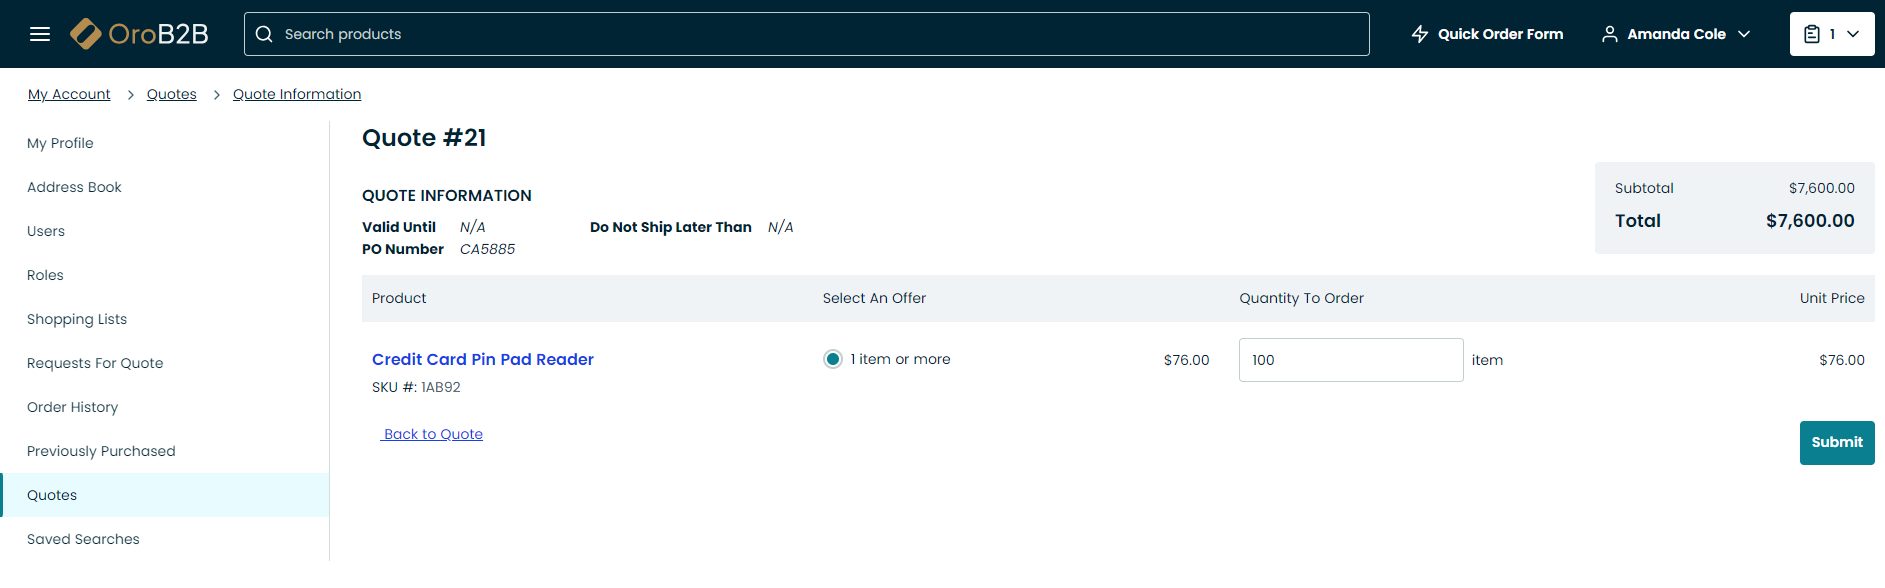 OroB2B
Search products
Quick Order Form
Amanda Cole
1
My Account > Quotes > Quote Information
My Profile
Address Book
Users
Roles
Shopping Lists
Requests For Quote
Order History
Previously Purchased
Quotes
Saved Searches
Quote #21
QUOTE INFORMATION
Valid Until N/A Do Not Ship Later Than N/A
PO Number CA5885
Subtotal $7,600.00
Total $7,600.00
Product Select An Offer Quantity To Order Unit Price
Credit Card Pin Pad Reader 1 item or more $76.00 100 item $76.00
SKU #: 1AB92
Back to Quote
Submit